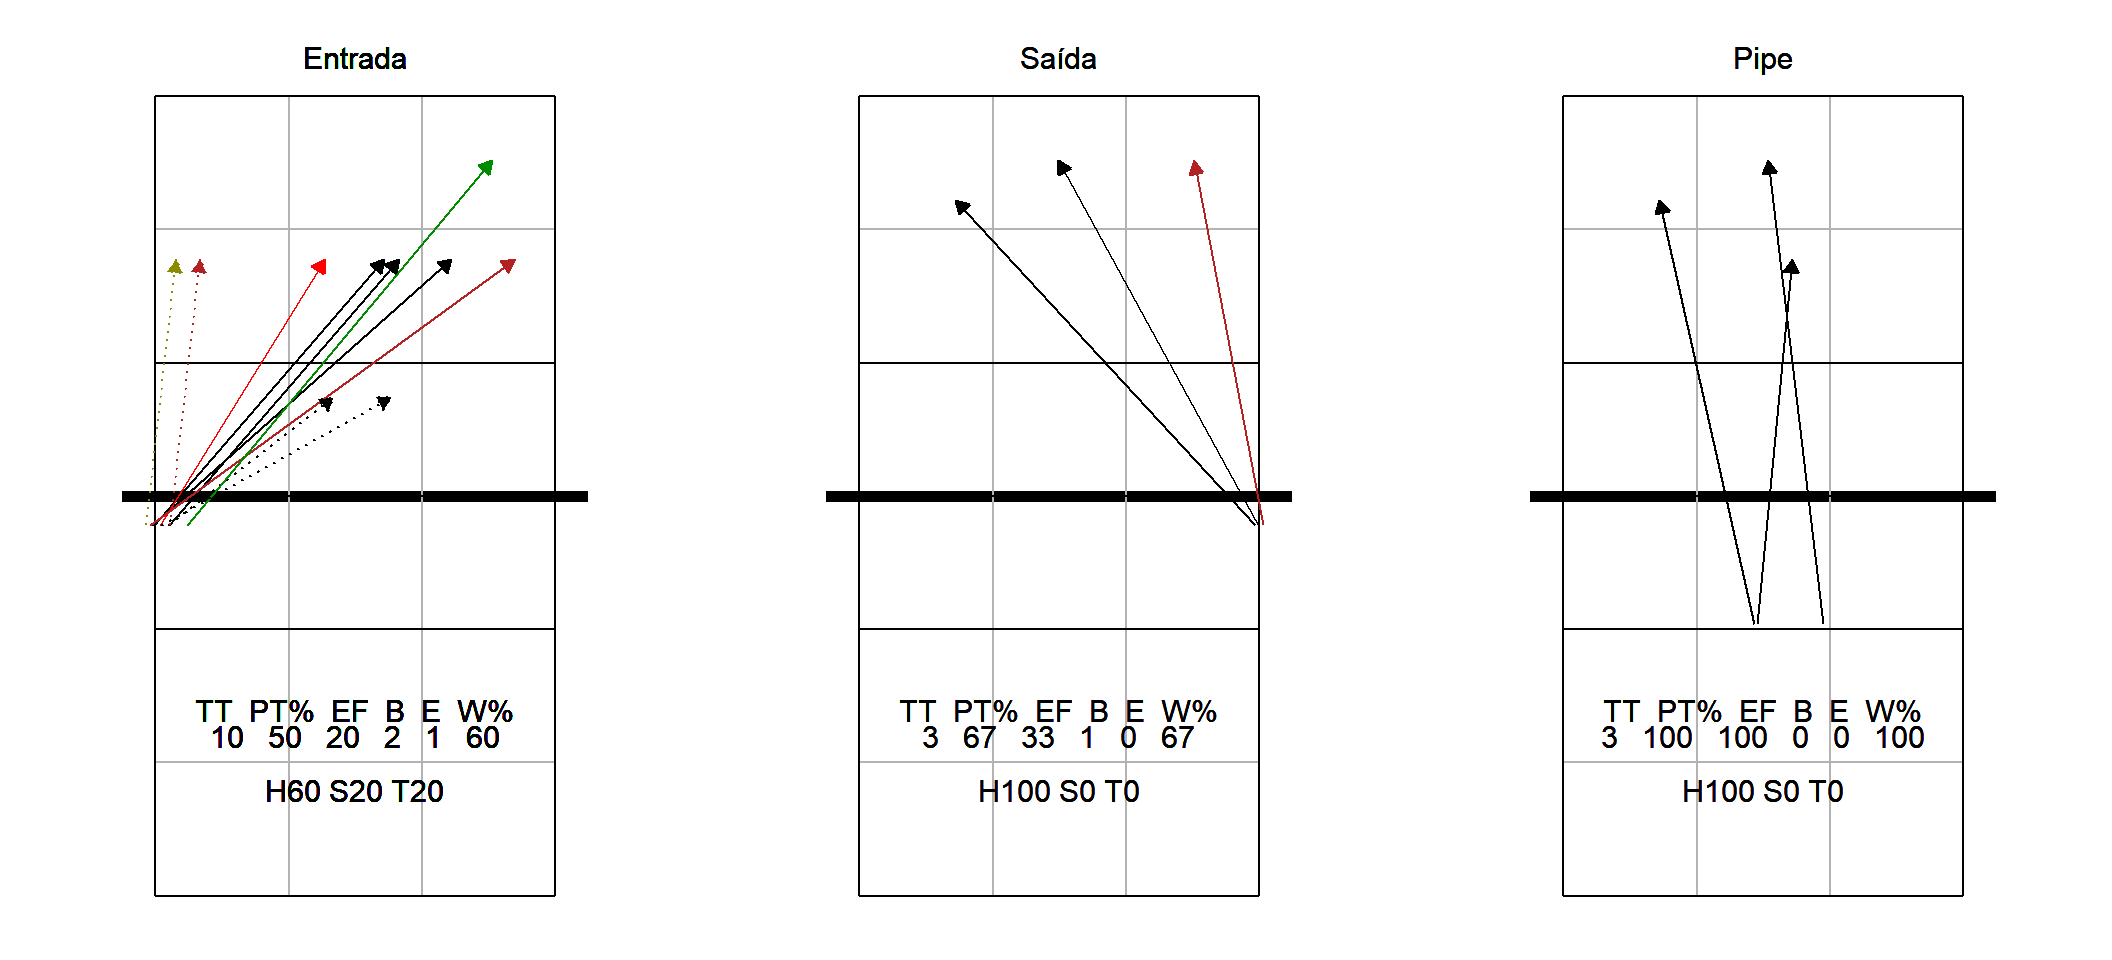 Entrada
TT PT% EF B E W%
10 50 20 2 1 60
H60 S20 T20
Saída
TT PT% EF B E W%
3 67 33 1 0 67
H100 S0 T0
Pipe
TT PT% EF B E W%
3 100 100 0 0 100
H100 S0 T0